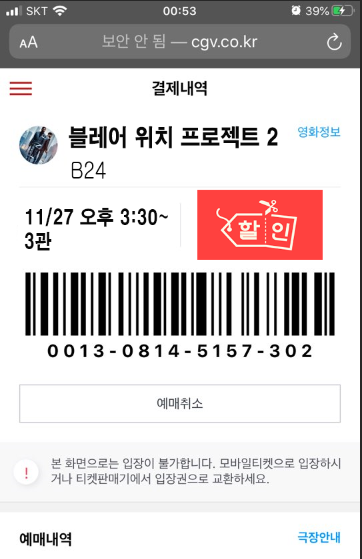 SKT 00:53 39%
AA 보안 안 됨 — cgv.co.kr
결제내역
블레어 위치 프로젝트 2 영화정보
B24
11/27 오후 3:30~
3관
할인
0013-0814-5157-302
예매취소
! 본 화면으로는 입장이 불가합니다. 모바일티켓으로 입장하시
거나 티켓판매기에서 입장권으로 교환하세요.
예매내역 극장안내